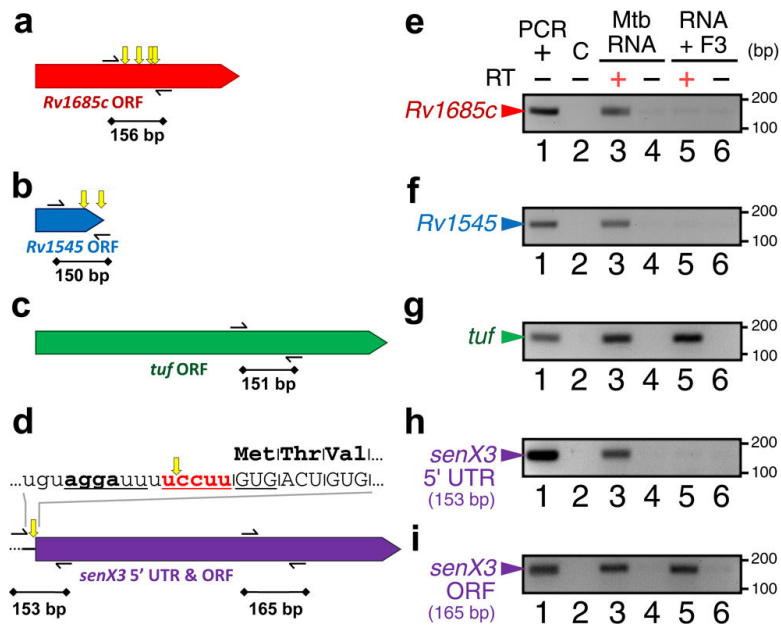 a
Rv1685c ORF
156 bp
b
Rv1545 ORF
150 bp
c
tuf ORF
151 bp
d
Met|Thr|Val|...
...uguaggauuuuccuu|GUG|ACU|GUG|...
senX3 5' UTR & ORF
153 bp
165 bp
e
PCR + C Mtb RNA RNA + F3 (bp)
RT − − + − + −
Rv1685c 200
100
1 2 3 4 5 6
f
Rv1545 200
100
1 2 3 4 5 6
g
tuf 200
100
1 2 3 4 5 6
h
senX3 5' UTR (153 bp) 200
100
1 2 3 4 5 6
i
senX3 ORF (165 bp) 200
100
1 2 3 4 5 6